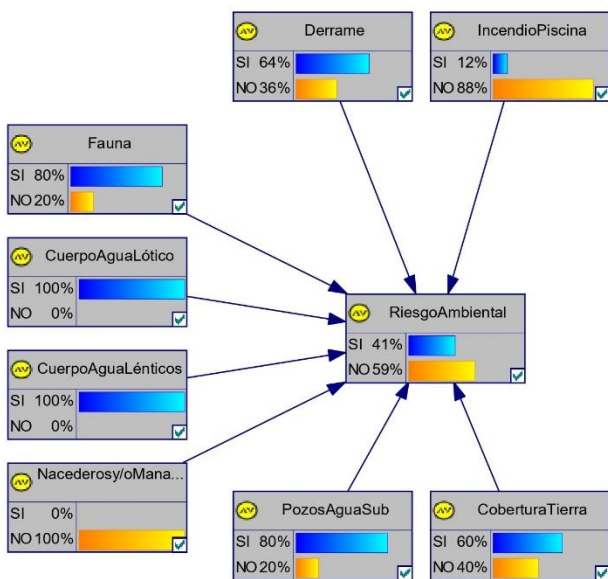 Derrame
SI 64%
NO 36%
IncendioPiscina
SI 12%
NO 88%
Fauna
SI 80%
NO 20%
CuerpoAguaLótico
SI 100%
NO 0%
RiesgoAmbiental
SI 41%
NO 59%
CuerpoAguaLénticos
SI 100%
NO 0%
Nacederosy/oMana...
SI 0%
NO 100%
PozosAguaSub
SI 80%
NO 20%
CoberturaTierra
SI 60%
NO 40%